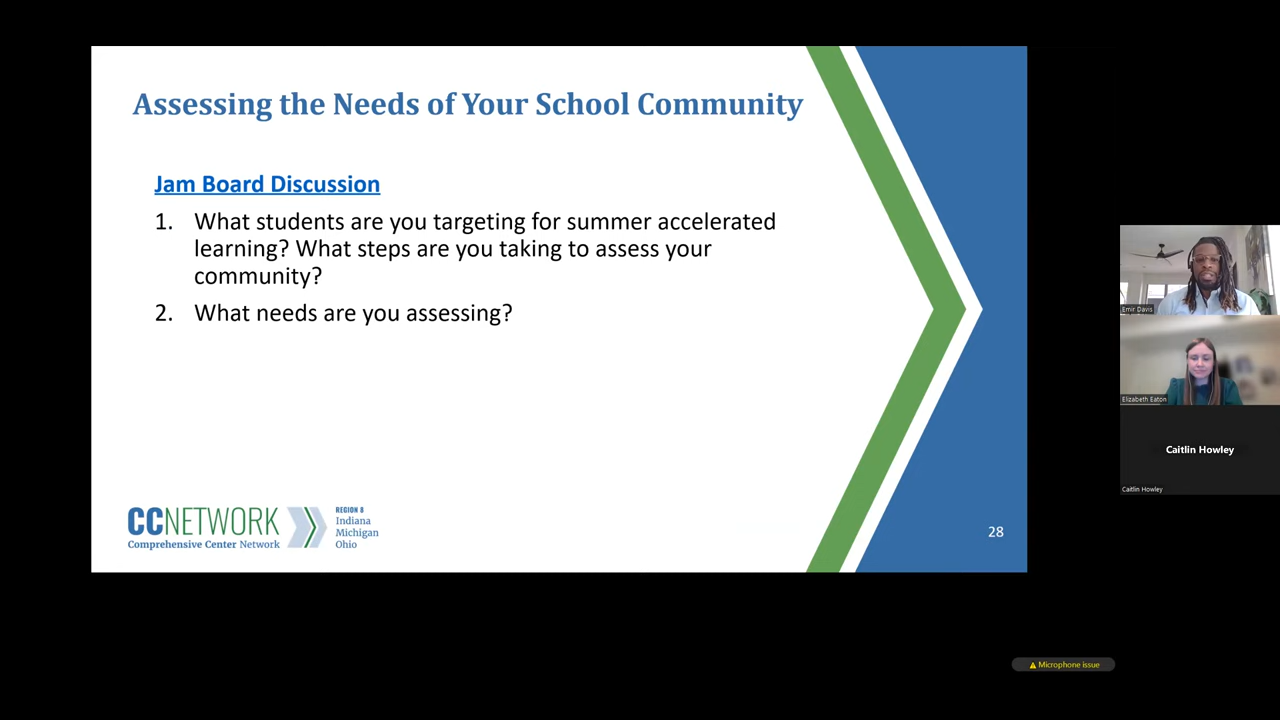 Assessing the Needs of Your School Community
Jam Board Discussion
1. What students are you targeting for summer accelerated
learning? What steps are you taking to assess your
community?
2. What needs are you assessing?
CCNETWORK
Comprehensive Center Network
REGION 8
Indiana
Michigan
Ohio
28
Emir Davis
Elizabeth Eaton
Caitlin Howley
Caitlin Howley
Microphone issue